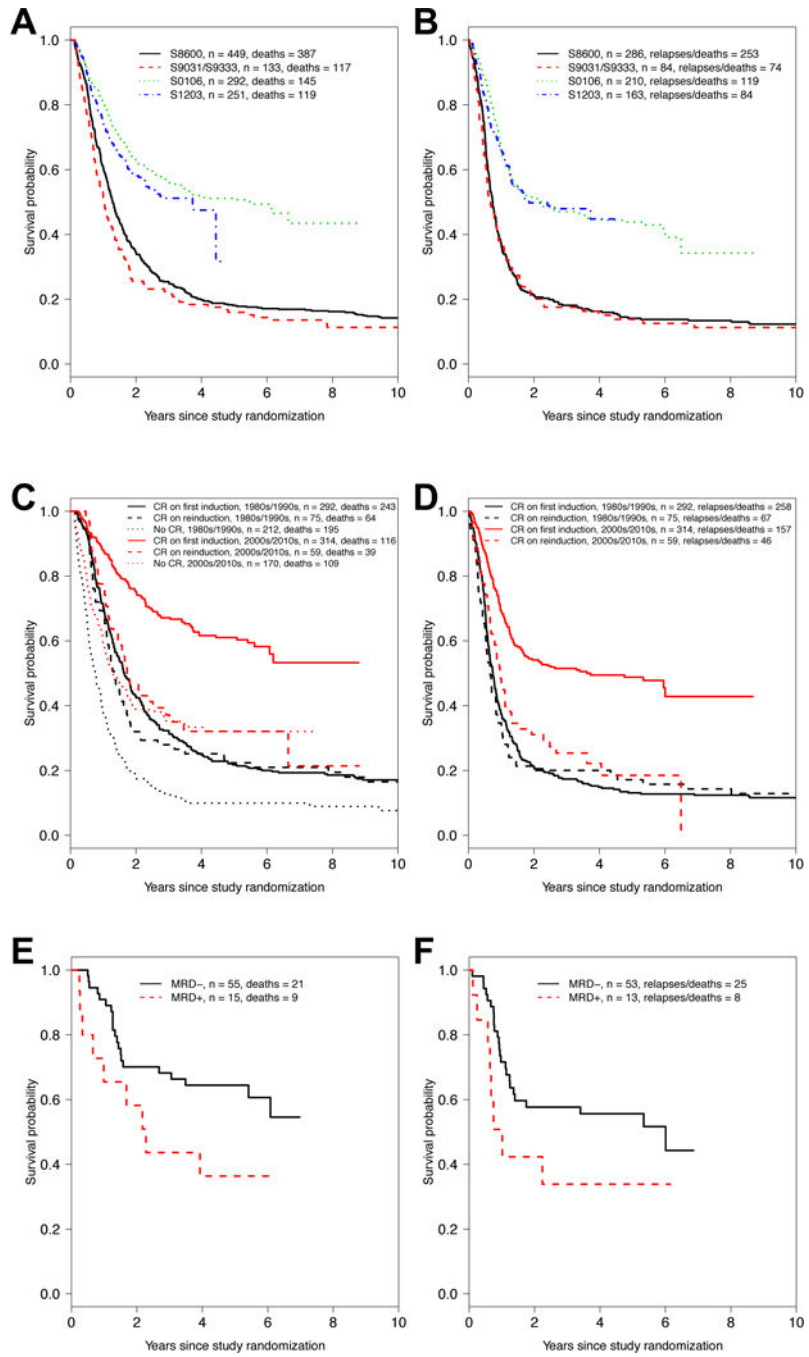 A
S8600, n = 449, deaths = 387
S9031/S9333, n = 133, deaths = 117
S0106, n = 292, deaths = 145
S1203, n = 251, deaths = 119
Survival probability
1.0
0.8
0.6
0.4
0.2
0.0
0 2 4 6 8 10
Years since study randomization
B
S8600, n = 286, relapses/deaths = 253
S9031/S9333, n = 84, relapses/deaths = 74
S0106, n = 210, relapses/deaths = 119
S1203, n = 163, relapses/deaths = 84
Survival probability
1.0
0.8
0.6
0.4
0.2
0.0
0 2 4 6 8 10
Years since study randomization
C
CR on first induction, 1980s/1990s, n = 292, deaths = 243
CR on reinduction, 1980s/1990s, n = 75, deaths = 64
No CR, 1980s/1990s, n = 212, deaths = 195
CR on first induction, 2000s/2010s, n = 314, deaths = 116
CR on reinduction, 2000s/2010s, n = 59, deaths = 39
No CR, 2000s/2010s, n = 170, deaths = 109
Survival probability
1.0
0.8
0.6
0.4
0.2
0.0
0 2 4 6 8 10
Years since study randomization
D
CR on first induction, 1980s/1990s, n = 292, relapses/deaths = 258
CR on reinduction, 1980s/1990s, n = 75, relapses/deaths = 67
CR on first induction, 2000s/2010s, n = 314, relapses/deaths = 157
CR on reinduction, 2000s/2010s, n = 59, relapses/deaths = 46
Survival probability
1.0
0.8
0.6
0.4
0.2
0.0
0 2 4 6 8 10
Years since study randomization
E
MRD−, n = 55, deaths = 21
MRD+, n = 15, deaths = 9
Survival probability
1.0
0.8
0.6
0.4
0.2
0.0
0 2 4 6 8 10
Years since study randomization
F
MRD−, n = 53, relapses/deaths = 25
MRD+, n = 13, relapses/deaths = 8
Survival probability
1.0
0.8
0.6
0.4
0.2
0.0
0 2 4 6 8 10
Years since study randomization